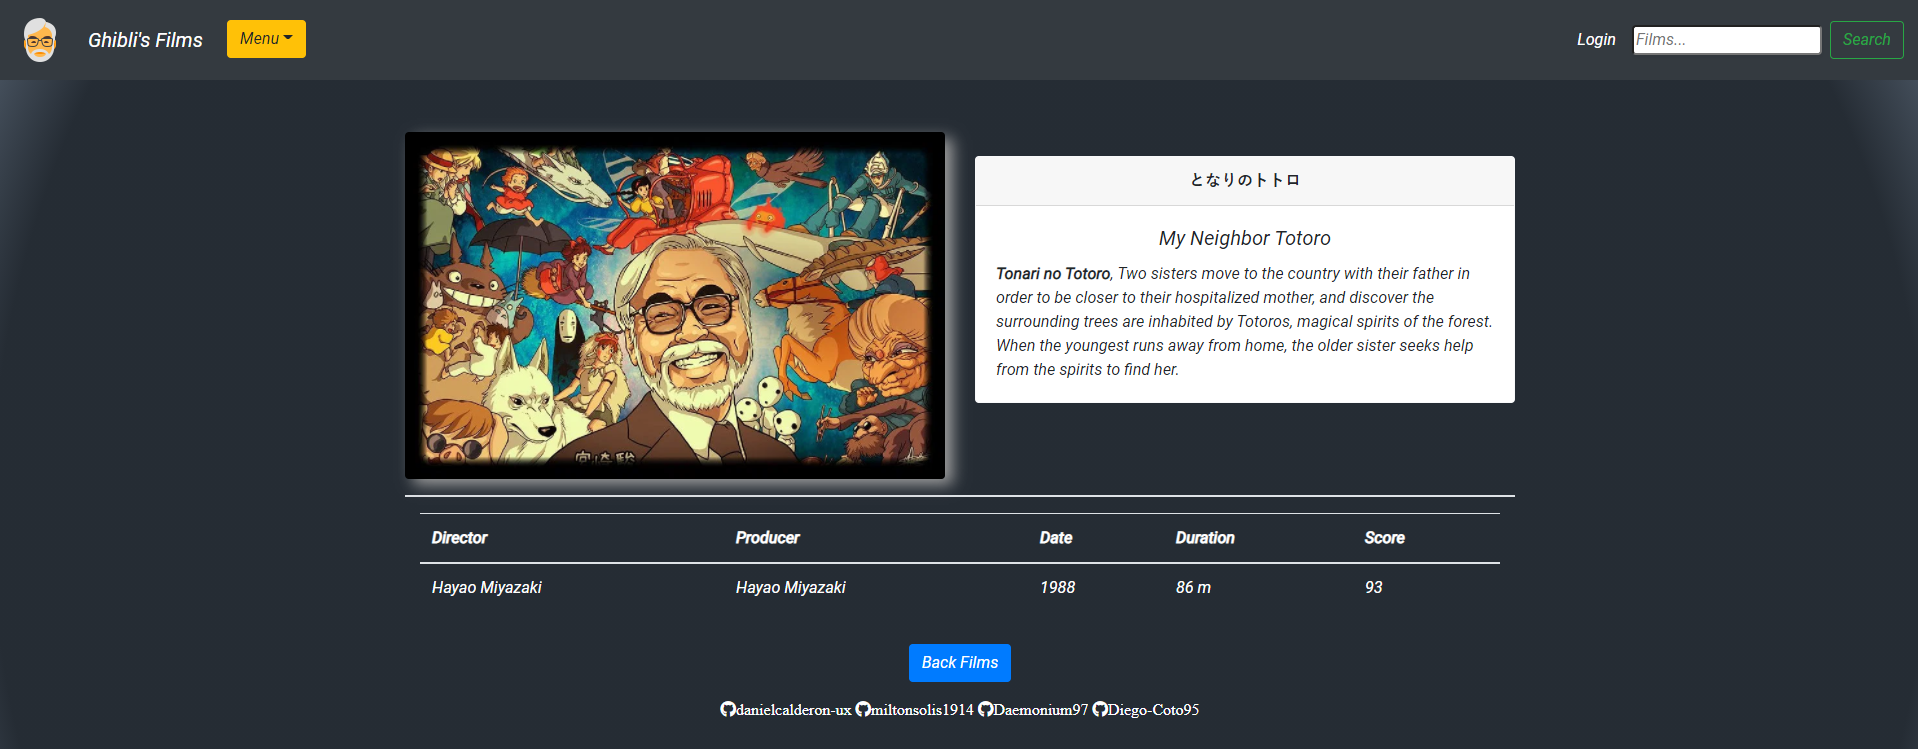 Ghibli's Films Menu Login Films... Search
宮崎駿
となりのトトロ
My Neighbor Totoro
Tonari no Totoro, Two sisters move to the country with their father in
order to be closer to their hospitalized mother, and discover the
surrounding trees are inhabited by Totoros, magical spirits of the forest.
When the youngest runs away from home, the older sister seeks help
from the spirits to find her.
Director Producer Date Duration Score
Hayao Miyazaki Hayao Miyazaki 1988 86 m 93
Back Films
danielcalderon-ux miltonsolis1914 Daemonium97 Diego-Coto95